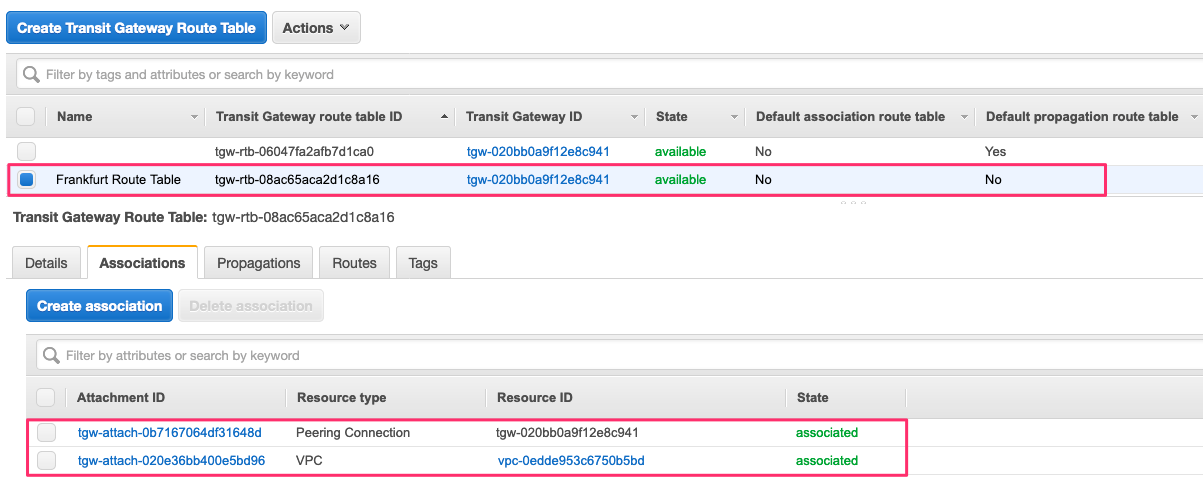 Create Transit Gateway Route Table Actions
Filter by tags and attributes or search by keyword
Name Transit Gateway route table ID Transit Gateway ID State Default association route table Default propagation route table
tgw-rtb-06047fa2afb7d1ca0 tgw-020bb0a9f12e8c941 available No Yes
Frankfurt Route Table tgw-rtb-08ac65aca2d1c8a16 tgw-020bb0a9f12e8c941 available No No
Transit Gateway Route Table: tgw-rtb-08ac65aca2d1c8a16
Details Associations Propagations Routes Tags
Create association Delete association
Filter by attributes or search by keyword
Attachment ID Resource type Resource ID State
tgw-attach-0b7167064df31648d Peering Connection tgw-020bb0a9f12e8c941 associated
tgw-attach-020e36bb400e5bd96 VPC vpc-0edde953c6750b5bd associated